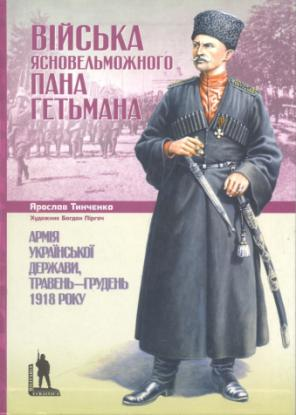 ВІЙСЬКА
ЯСНОВЕЛЬМОЖНОГО
ПАНА
ГЕТЬМАНА
Ярослав Тинченко
Художник Богдан Піргач
АРМІЯ
УКРАЇНСЬКОЇ
ДЕРЖАВИ,
ТРАВЕНЬ—ГРУДЕНЬ
1918 РОКУ